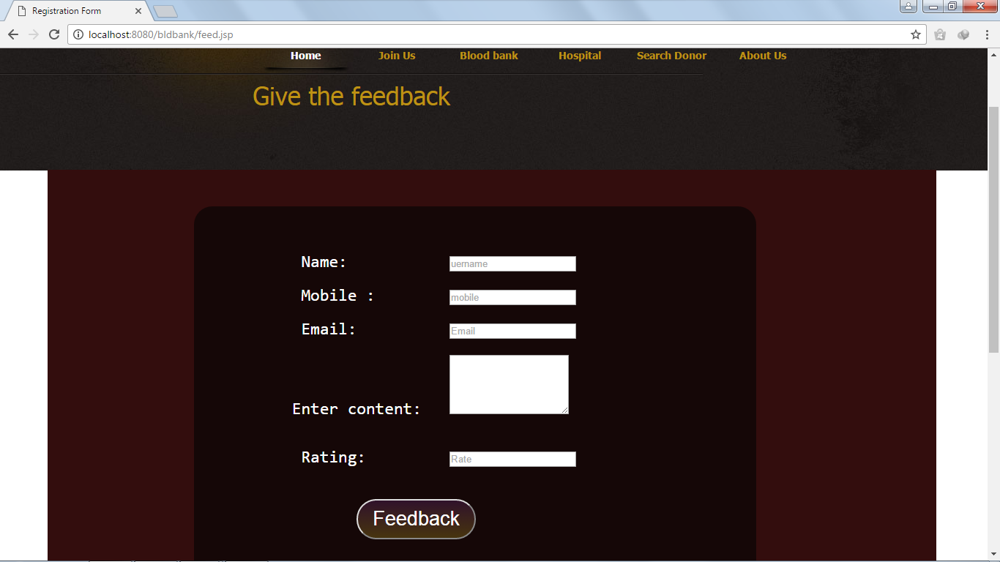 Registration Form
localhost:8080/bldbank/feed.jsp
Home Join Us Blood bank Hospital Search Donor About Us
Give the feedback
Name: uername
Mobile : mobile
Email: Email
Enter content:
Rating: Rate
Feedback